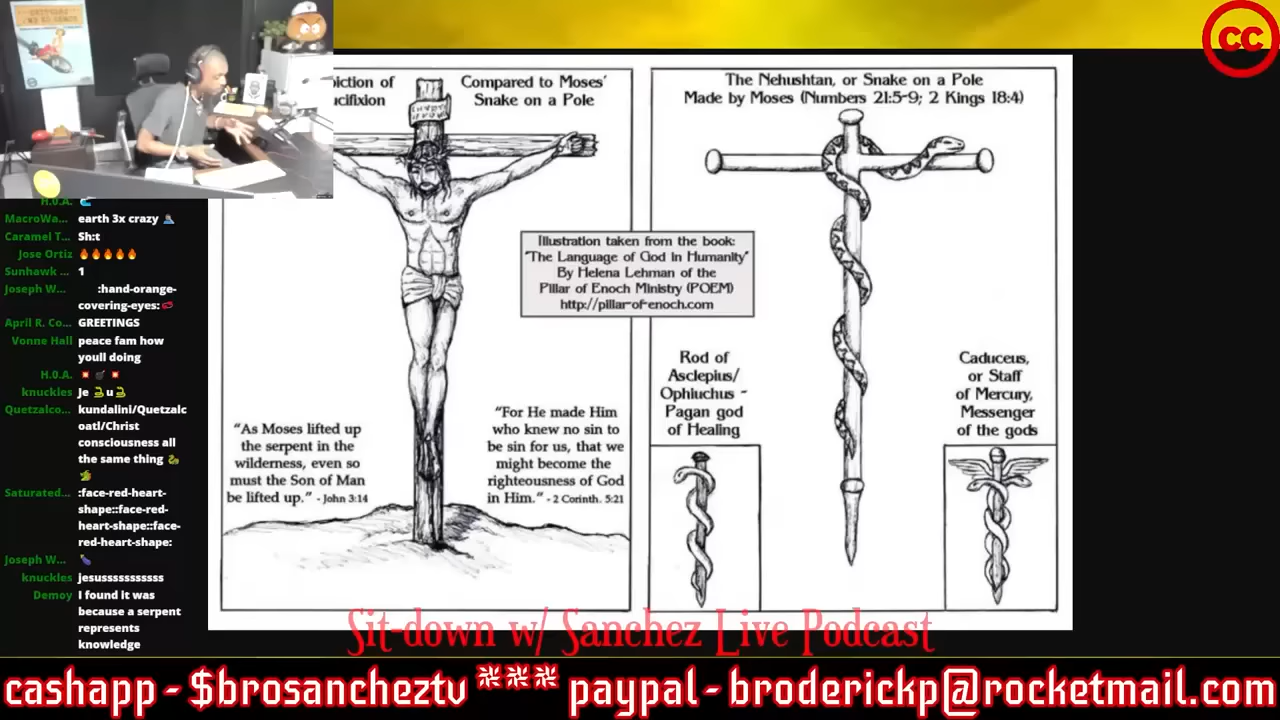 CC
iction of
cifixion
Compared to Moses'
Snake on a Pole
The Nehushtan, or Snake on a Pole
Made by Moses (Numbers 21:5-9; 2 Kings 18:4)
Illustration taken from the book:
"The Language of God in Humanity"
By Helena Lehman of the
Pillar of Enoch Ministry (POEM)
http://pillar-of-enoch.com
"As Moses lifted up
the serpent in the
wilderness, even so
must the Son of Man
be lifted up." - John 3:14
"For He made Him
who knew no sin to
be sin for us, that we
might become the
righteousness of God
in Him." - 2 Corinth. 5:21
Rod of
Asclepius/
Ophiuchus -
Pagan god
of Healing
Caduceus,
or Staff
of Mercury,
Messenger
of the gods
H.O.A. 🌊
MacroWa... earth 3x crazy 🤦🏽‍♂️
Caramel T... Sh:t
Jose Ortiz 🔥🔥🔥🔥🔥
Sunhawk ... 1
Joseph W... :hand-orange-
covering-eyes:
April R. Co... GREETINGS
Vonne Hall peace fam how
youll doing
H.O.A. 💥💣💥
knuckles Je 🐍u🐍
Quetzalco... kundalini/Quetzalc
oatl/Christ
consciousness all
the same thing 🐍
🐲
Saturated... :face-red-heart-
shape::face-red-
heart-shape::face-
red-heart-shape:
Joseph W... 🍆
knuckles jesusssssssssss
Demoy I found it was
because a serpent
represents
knowledge
Sit-down w/ Sanchez Live Podcast
cashapp - $brosancheztv *** paypal - broderickp@rocketmail.com